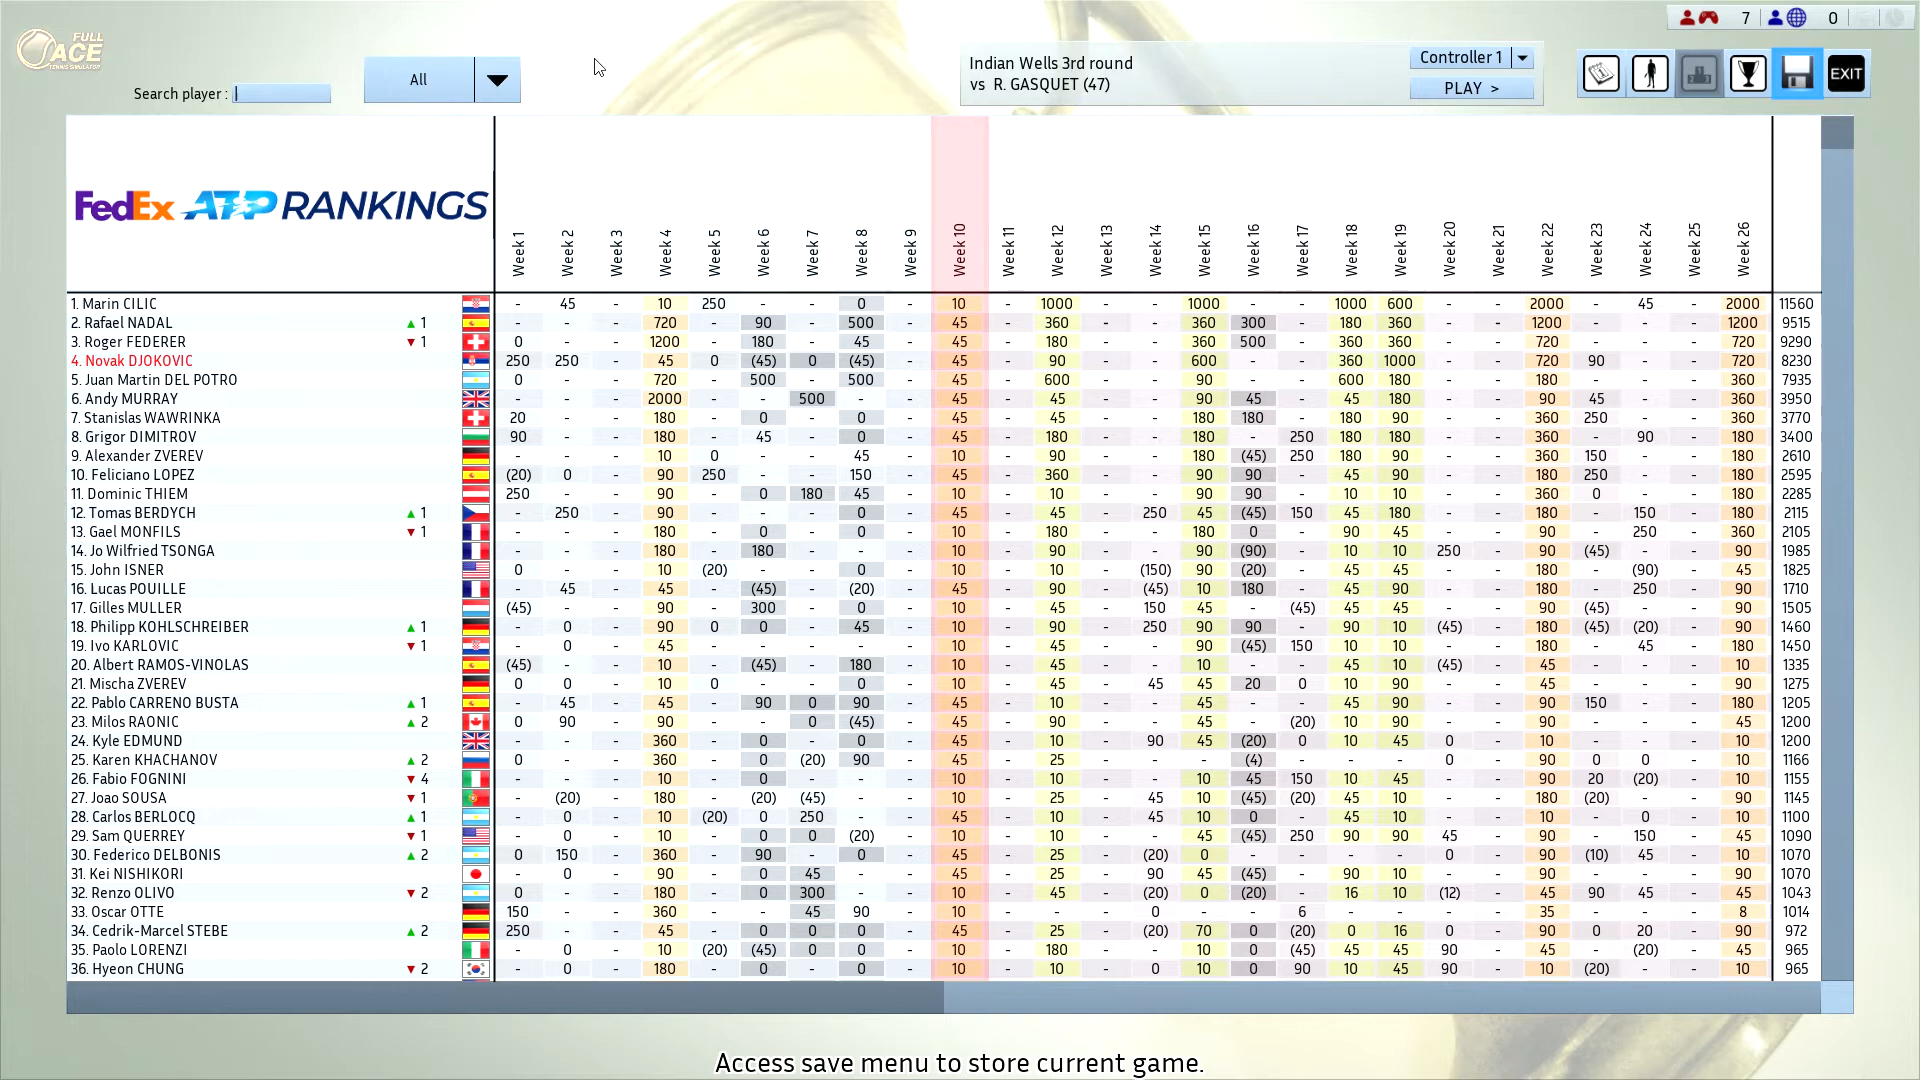 FULL
ACE
TENNIS SIMULATOR
7 0
Search player :
All
Indian Wells 3rd round
vs R. GASQUET (47)
Controller 1
PLAY >
EXIT
FedEx ATP RANKINGS
Week 1 Week 2 Week 3 Week 4 Week 5 Week 6 Week 7 Week 8 Week 9 Week 10 Week 11 Week 12 Week 13 Week 14 Week 15 Week 16 Week 17 Week 18 Week 19 Week 20 Week 21 Week 22 Week 23 Week 24 Week 25 Week 26
1. Marin CILIC - 45 - 10 250 - - 0 - 10 - 1000 - - 1000 - - 1000 600 - - 2000 - 45 - 2000 11560
2. Rafael NADAL 1 - - - 720 - 90 - 500 - 45 - 360 - - 360 300 - 180 360 - - 1200 - - - 1200 9515
3. Roger FEDERER 1 0 - - 1200 - 180 - 45 - 45 - 180 - - 360 500 - 360 360 - - 720 - - - 720 9290
4. Novak DJOKOVIC 250 250 - 45 0 (45) 0 (45) - 45 - 90 - - 600 - - 360 1000 - - 720 90 - - 720 8230
5. Juan Martin DEL POTRO 0 - - 720 - 500 - 500 - 45 - 600 - - 90 - - 600 180 - - 180 - - - 360 7935
6. Andy MURRAY - - - 2000 - - 500 - - 45 - 45 - - 90 45 - 45 180 - - 90 45 - - 360 3950
7. Stanislas WAWRINKA 20 - - 180 - 0 - 0 - 45 - 45 - - 180 180 - 180 90 - - 360 250 - - 360 3770
8. Grigor DIMITROV 90 - - 180 - 45 - 0 - 45 - 180 - - 180 - 250 180 180 - - 360 - 90 - 180 3400
9. Alexander ZVEREV - - - 10 0 - - 45 - 10 - 90 - - 180 (45) 250 180 90 - - 360 150 - - 180 2610
10. Feliciano LOPEZ (20) 0 - 90 250 - - 150 - 45 - 360 - - 90 90 - 45 90 - - 180 250 - - 180 2595
11. Dominic THIEM 250 - - 90 - 0 180 45 - 10 - 10 - - 90 90 - 10 10 - - 360 0 - - 180 2285
12. Tomas BERDYCH 1 - 250 - 90 - - - 0 - 45 - 45 - 250 45 (45) 150 45 180 - - 180 - 150 - 180 2115
13. Gael MONFILS 1 - - - 180 - 0 - 0 - 10 - 180 - - 180 0 - 90 45 - - 90 - 250 - 360 2105
14. Jo Wilfried TSONGA - - - 180 - 180 - - - 10 - 90 - - 90 (90) - 10 10 250 - 90 (45) - - 90 1985
15. John ISNER 0 - - 10 (20) - - 0 - 10 - 10 - (150) 90 (20) - 45 45 - - 180 - (90) - 45 1825
16. Lucas POUILLE - 45 - 45 - (45) - (20) - 45 - 90 - (45) 10 180 - 45 90 - - 180 - 250 - 90 1710
17. Gilles MULLER (45) - - 90 - 300 - 0 - 10 - 45 - 150 45 - (45) 45 45 - - 90 (45) - - 90 1505
18. Philipp KOHLSCHREIBER 1 - 0 - 90 0 0 - 45 - 10 - 90 - 250 90 90 - 90 10 (45) - 180 (45) (20) - 90 1460
19. Ivo KARLOVIC 1 - 0 - 45 - - - - - 10 - 45 - - 90 (45) 150 10 10 - - 180 - 45 - 180 1450
20. Albert RAMOS-VINOLAS (45) - - 10 - (45) - 180 - 10 - 45 - - 10 - - 45 10 (45) - 45 - - - 10 1335
21. Mischa ZVEREV 0 0 - 10 0 - - 0 - 10 - 45 - 45 45 20 0 10 90 - - 45 - - - 90 1275
22. Pablo CARRENO BUSTA 1 - 45 - 45 - 90 0 90 - 45 - 10 - - 45 - - 45 90 - - 90 150 - - 180 1205
23. Milos RAONIC 2 0 90 - 90 - - 0 (45) - 45 - 90 - - 45 - (20) 10 90 - - 90 - - - 45 1200
24. Kyle EDMUND - - - 360 - 0 - 0 - 45 - 10 - 90 45 (20) 0 10 45 0 - 10 - - - 10 1200
25. Karen KHACHANOV 2 0 - - 360 - 0 (20) 90 - 45 - 25 - - - (4) - - - 0 - 90 0 0 - 10 1166
26. Fabio FOGNINI 4 - - - 10 - 0 - - - 10 - 10 - - 10 45 150 10 45 - - 90 20 (20) - 10 1155
27. Joao SOUSA 1 - (20) - 180 - (20) (45) - - 10 - 25 - 45 10 (45) (20) 45 10 - - 180 (20) - - 90 1145
28. Carlos BERLOCQ 1 - 0 - 10 (20) 0 250 - - 45 - 10 - 45 10 0 - 45 10 - - 10 - 0 - 10 1100
29. Sam QUERREY 1 - 0 - 10 - 0 0 (20) - 10 - 10 - - 45 (45) 250 90 90 45 - 90 - 150 - 45 1090
30. Federico DELBONIS 2 0 150 - 360 - 90 - 0 - 45 - 25 - (20) 0 - - - - 0 - 90 (10) 45 - 10 1070
31. Kei NISHIKORI - 0 - 90 - 0 45 - - 45 - 25 - 90 45 (45) - 90 10 - - 90 - - - 90 1070
32. Renzo OLIVO 2 0 - - 180 - 0 300 - - 10 - 45 - (20) 0 (20) - 16 10 (12) - 45 90 45 - 45 1043
33. Oscar OTTE 150 - - 360 - - 45 90 - 10 - - - 0 - - 6 - - - - 35 - - - 8 1014
34. Cedrik-Marcel STEBE 2 250 - - 45 - 0 0 0 - 45 - 25 - (20) 70 0 (20) 0 16 0 - 90 0 20 - 90 972
35. Paolo LORENZI - 0 - 10 (20) (45) 0 0 - 10 - 180 - - 10 0 (45) 45 45 90 - 45 - (20) - 45 965
36. Hyeon CHUNG 2 - 0 - 180 - 0 - 0 - 10 - 10 - 0 10 0 90 10 45 90 - 10 (20) - - 10 965
Access save menu to store current game.